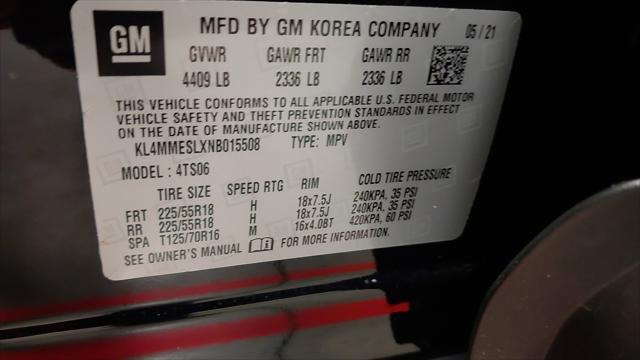 GM
MFD BY GM KOREA COMPANY 05/21
GVWR GAWR FRT GAWR RR
4409 LB 2336 LB 2336 LB
THIS VEHICLE CONFORMS TO ALL APPLICABLE U.S. FEDERAL MOTOR
VEHICLE SAFETY AND THEFT PREVENTION STANDARDS IN EFFECT
ON THE DATE OF MANUFACTURE SHOWN ABOVE.
KL4MMESLXNB015508 TYPE: MPV
MODEL : 4TS06
TIRE SIZE SPEED RTG RIM COLD TIRE PRESSURE
FRT 225/55R18 H 18x7.5J 240KPA, 35 PSI
RR 225/55R18 H 18x7.5J 240KPA, 35 PSI
SPA T125/70R16 M 16x4.0BT 420KPA, 60 PSI
SEE OWNER'S MANUAL FOR MORE INFORMATION.